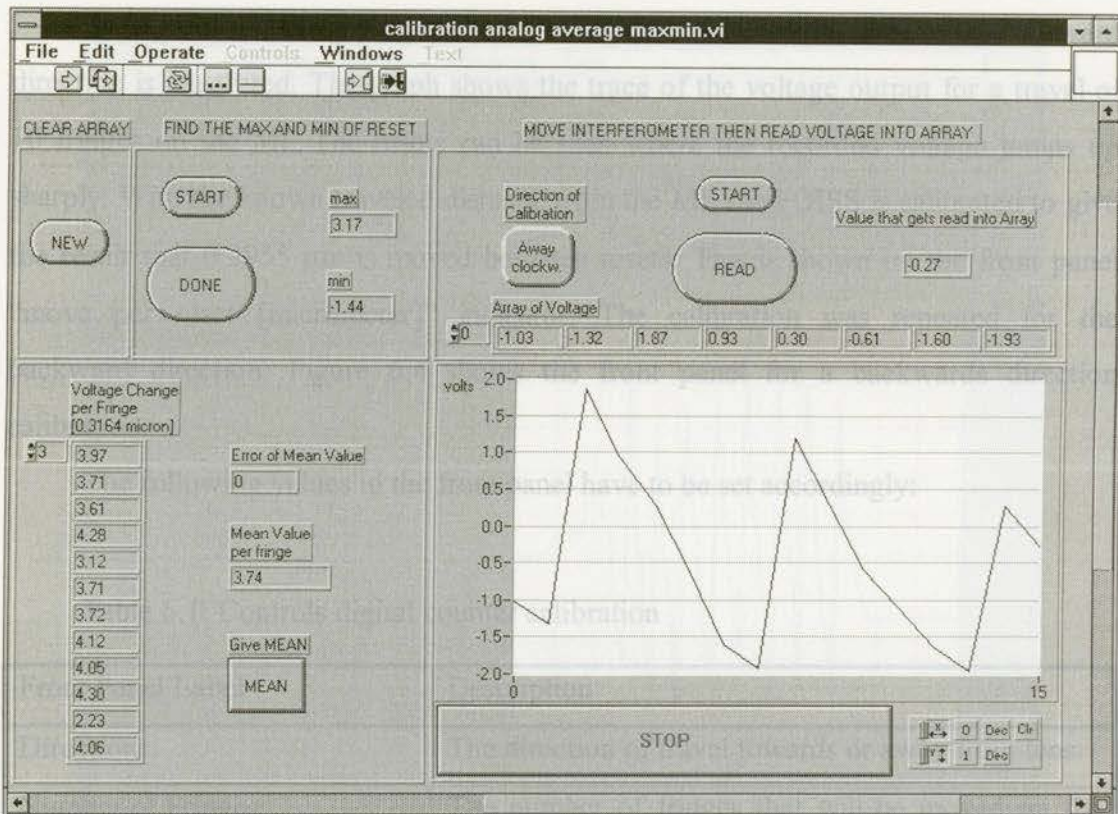 calibration analog average maxmin.vi
File Edit Operate Controls Windows Text
CLEAR ARRAY
FIND THE MAX AND MIN OF RESET
MOVE INTERFEROMETER THEN READ VOLTAGE INTO ARRAY
NEW
START
DONE
max
3.17
min
-1.44
Direction of
Calibration
Away
clockw.
START
READ
Value that gets read into Array
-0.27
Array of Voltage
0 -1.03 -1.32 1.87 0.93 0.30 -0.61 -1.60 -1.93
Voltage Change
per Fringe
[0.3164 micron]
3
3.97
3.71
3.61
4.28
3.12
3.71
3.72
4.12
4.05
4.30
2.23
4.06
Error of Mean Value
0
Mean Value
per fringe
3.74
Give MEAN
MEAN
volts
2.0
1.5
1.0
0.5
0.0
-0.5
-1.0
-1.5
-2.0
0 15
STOP
X 0 Dec Clr
Y 1 Dec